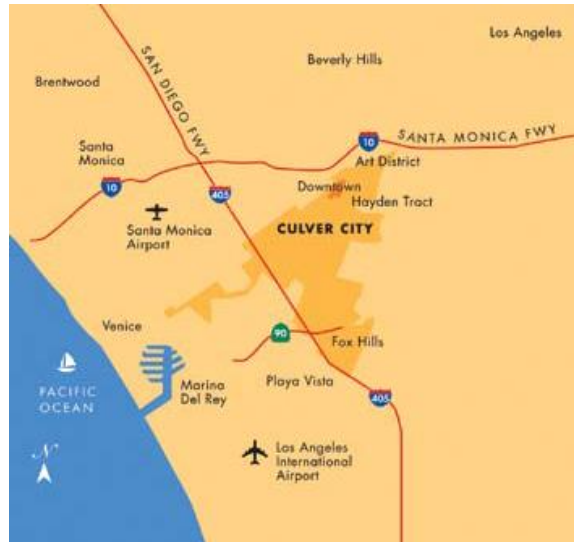 Los Angeles
Beverly Hills
Brentwood
SAN DIEGO FWY
SANTA MONICA FWY
10
Art District
Santa
Monica
10
405
Downtown
Hayden Tract
Santa Monica
Airport
CULVER CITY
Venice
90
Fox Hills
Marina
Del Rey
Playa Vista
405
PACIFIC
OCEAN
N
Los Angeles
International
Airport